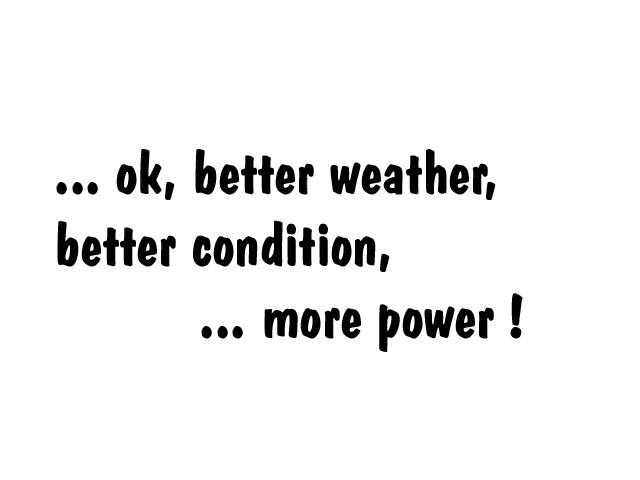 ... ok, better weather,
better condition,
... more power !